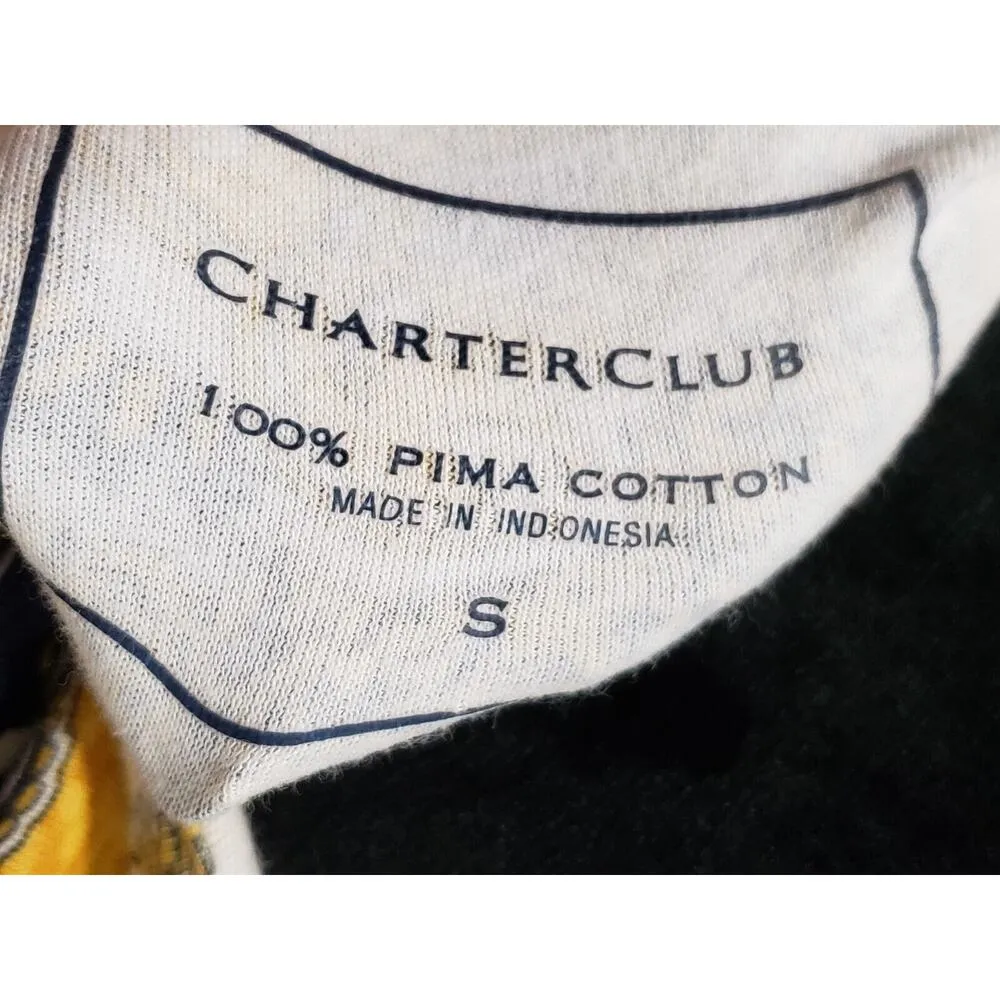 CHARTERCLUB
100% PIMA COTTON
MADE IN INDONESIA
S